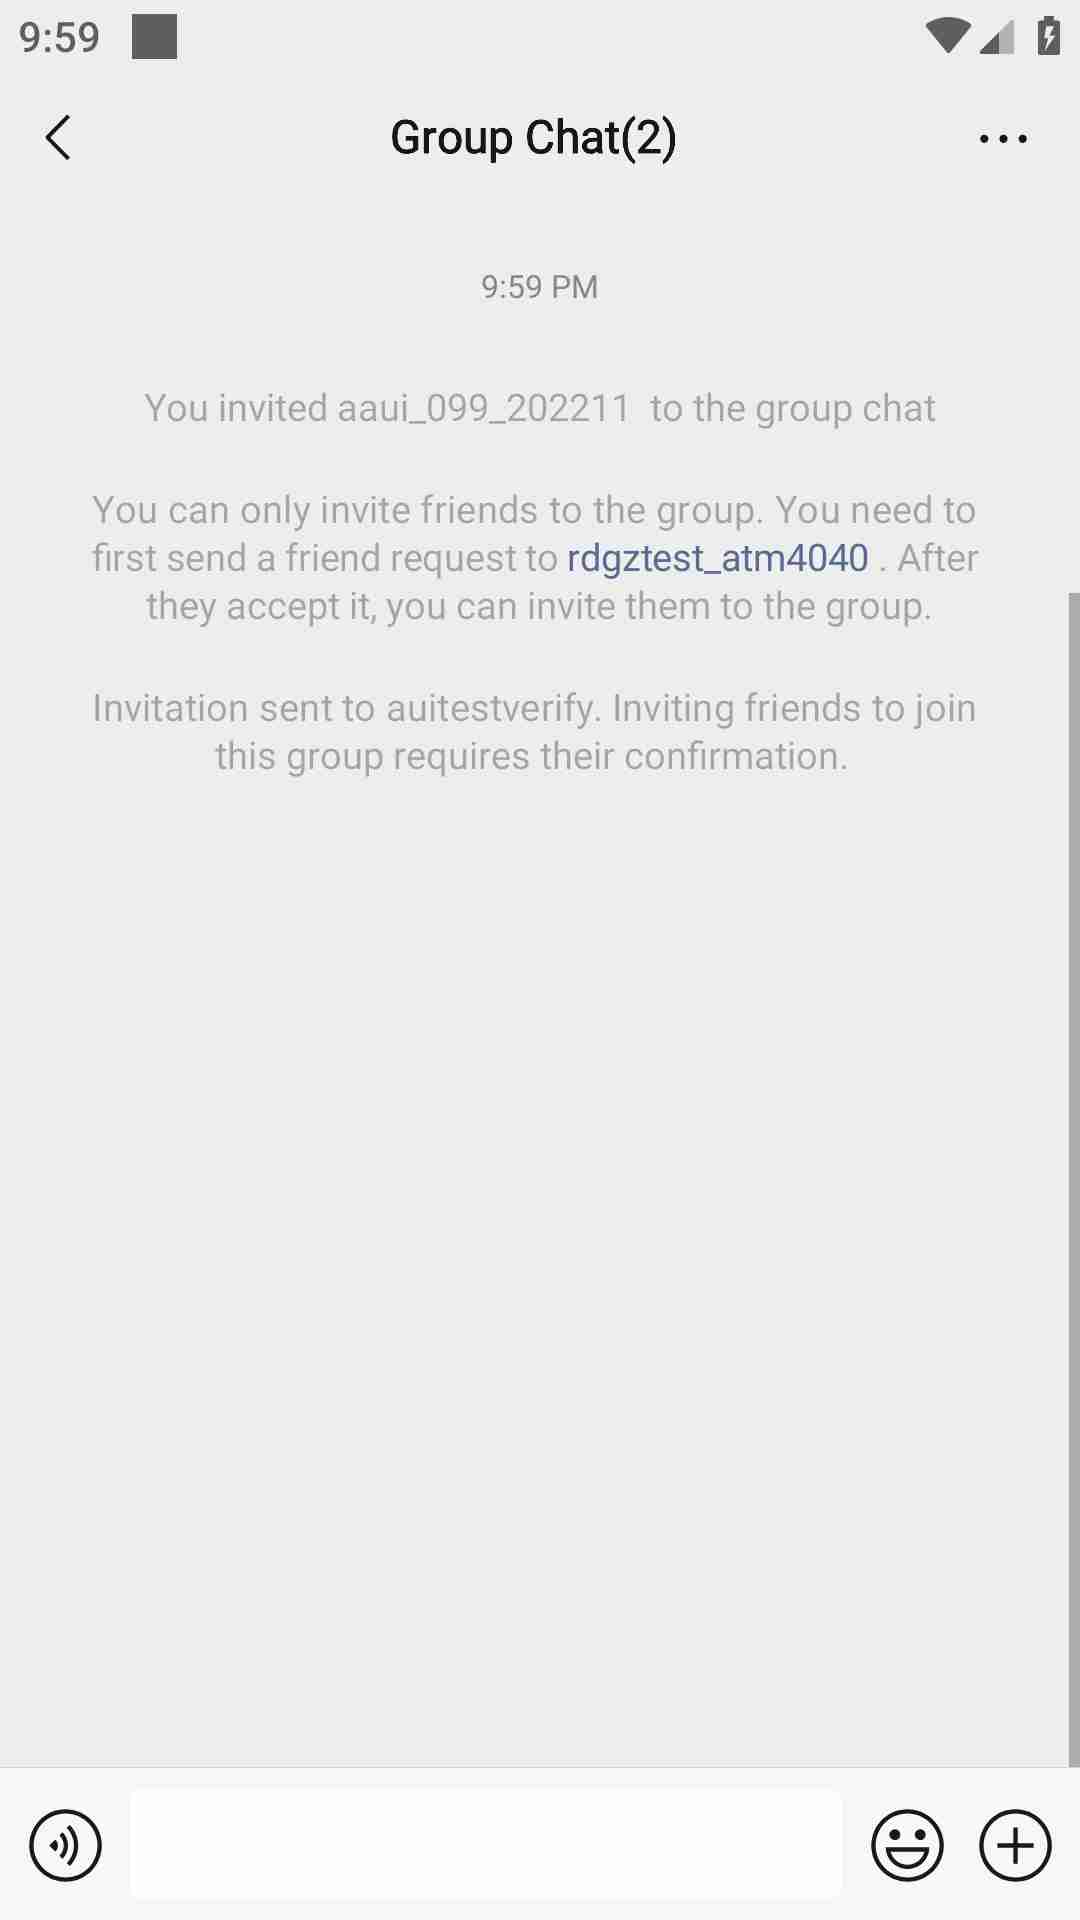 9:59
Group Chat(2)
9:59 PM
You invited aaui_099_202211 to the group chat
You can only invite friends to the group. You need to
first send a friend request to rdgztest_atm4040 . After
they accept it, you can invite them to the group.
Invitation sent to auitestverify. Inviting friends to join
this group requires their confirmation.